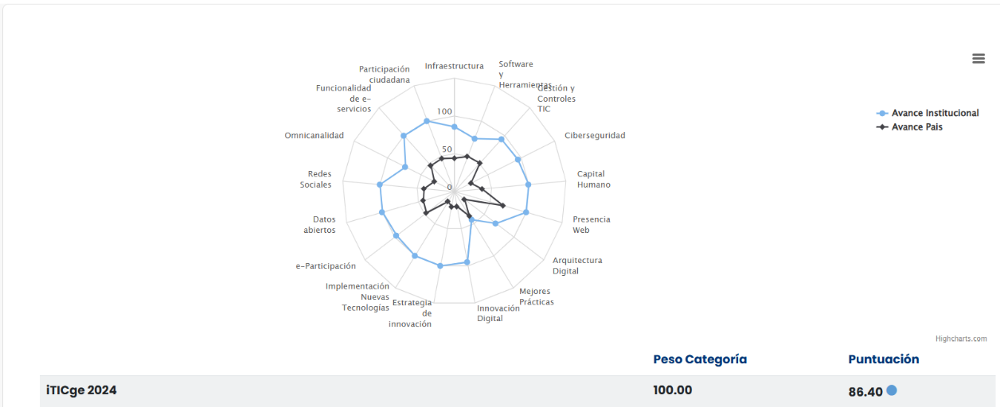 Infraestructura
Software
y
Herramientas
Gestión y
Controles
TIC
Ciberseguridad
Capital
Humano
Presencia
Web
Arquitectura
Digital
Mejores
Prácticas
Innovación
Digital
Estrategia
de
innovación
Implementación
Nuevas
Tecnologías
e-Participación
Datos
abiertos
Redes
Sociales
Omnicanalidad
Funcionalidad
de e-
servicios
Participación
ciudadana
100
50
0
Avance Institucional
Avance Pais
Highcharts.com
Peso Categoría Puntuación
iTICge 2024 100.00 86.40